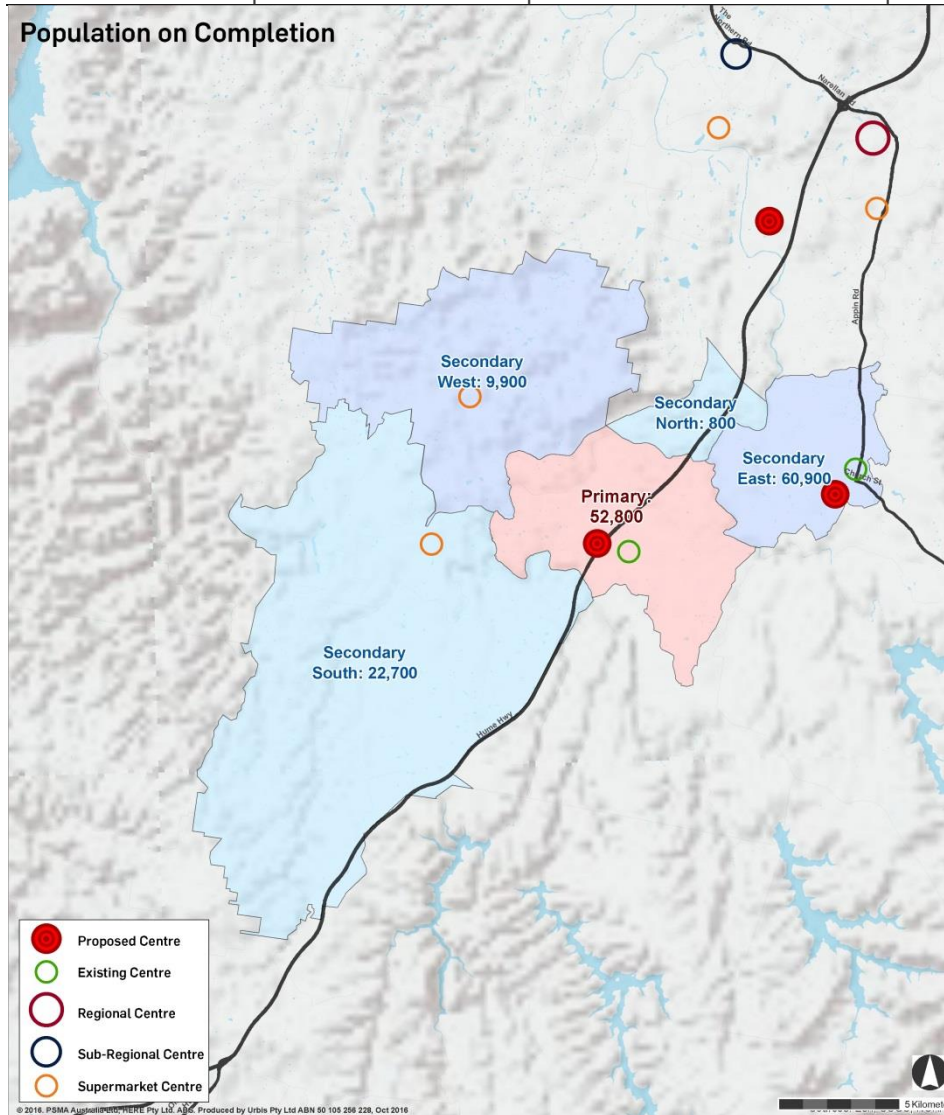 Population on Completion
The
Northern Rd
Narellan Rd
Appin Rd
Secondary
West: 9,900
Secondary
North: 800
Secondary
East: 60,900
Church St
Primary:
52,800
Secondary
South: 22,700
Hume Hwy
Proposed Centre
Existing Centre
Regional Centre
Sub-Regional Centre
Supermarket Centre
© 2016. PSMA Australia Ltd, HERE Pty Ltd. ABS. Produced by Urbis Pty Ltd ABN 50 105 256 228, Oct 2016
5 Kilomet